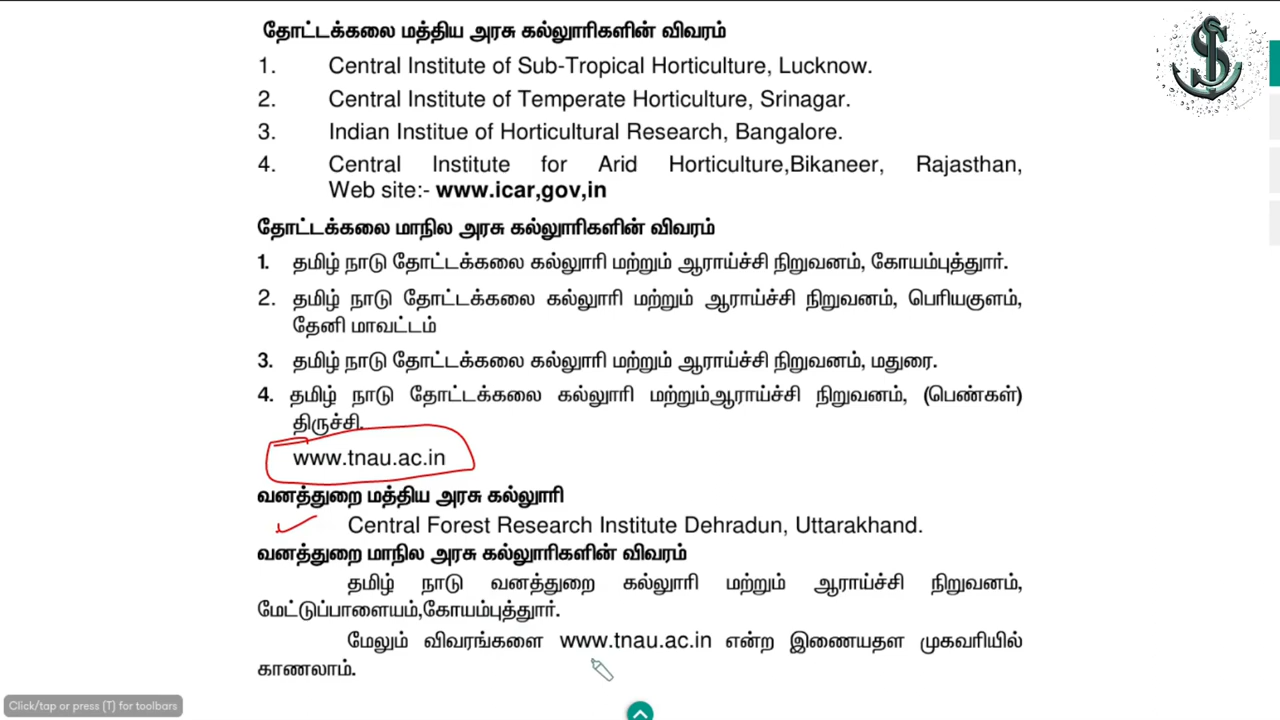 தோட்டக்கலை மத்திய அரசு கல்லூரிகளின் விவரம்
1. Central Institute of Sub-Tropical Horticulture, Lucknow.
2. Central Institute of Temperate Horticulture, Srinagar.
3. Indian Institue of Horticultural Research, Bangalore.
4. Central Institute for Arid Horticulture,Bikaneer, Rajasthan,
Web site:- www.icar,gov,in
தோட்டக்கலை மாநில அரசு கல்லூரிகளின் விவரம்
1. தமிழ் நாடு தோட்டக்கலை கல்லூரி மற்றும் ஆராய்ச்சி நிறுவனம், கோயம்புத்தூர்.
2. தமிழ் நாடு தோட்டக்கலை கல்லூரி மற்றும் ஆராய்ச்சி நிறுவனம், பெரியகுளம்,
தேனி மாவட்டம்
3. தமிழ் நாடு தோட்டக்கலை கல்லூரி மற்றும் ஆராய்ச்சி நிறுவனம், மதுரை.
4. தமிழ் நாடு தோட்டக்கலை கல்லூரி மற்றும்ஆராய்ச்சி நிறுவனம், (பெண்கள்)
திருச்சி.
www.tnau.ac.in
வனத்துறை மத்திய அரசு கல்லூரி
Central Forest Research Institute Dehradun, Uttarakhand.
வனத்துறை மாநில அரசு கல்லூரிகளின் விவரம்
தமிழ் நாடு வனத்துறை கல்லூரி மற்றும் ஆராய்ச்சி நிறுவனம்,
மேட்டுப்பாளையம்,கோயம்புத்தூர்.
மேலும் விவரங்களை www.tnau.ac.in என்ற இணையதள முகவரியில்
காணலாம்.
Click/tap or press (T) for toolbars